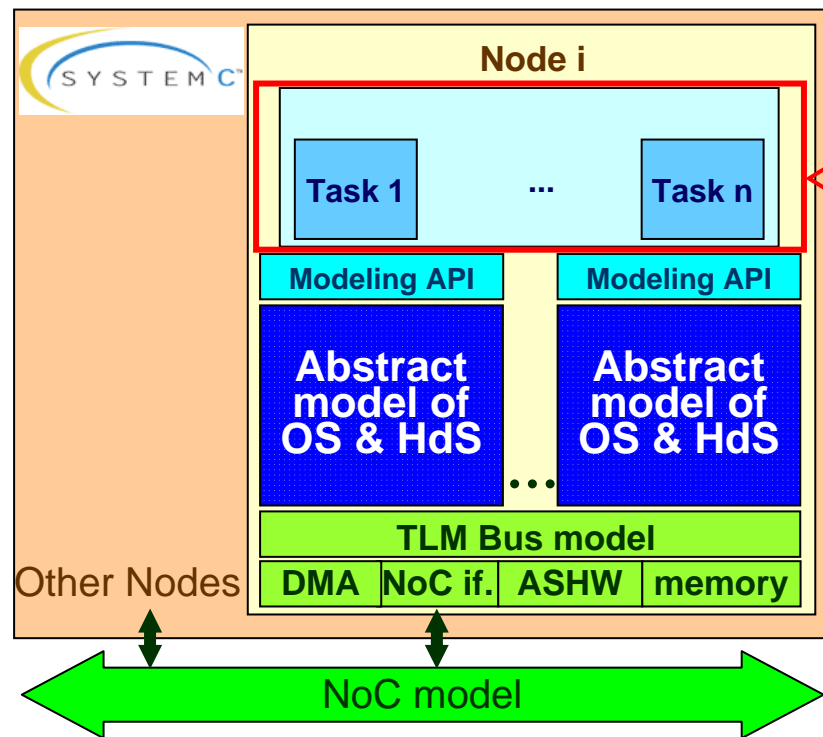 SYSTEMC™
Node i
Task 1 ... Task n
Modeling API Modeling API
Abstract
model of
OS & HdS
Abstract
model of
OS & HdS
...
TLM Bus model
DMA NoC if. ASHW memory
Other Nodes
NoC model